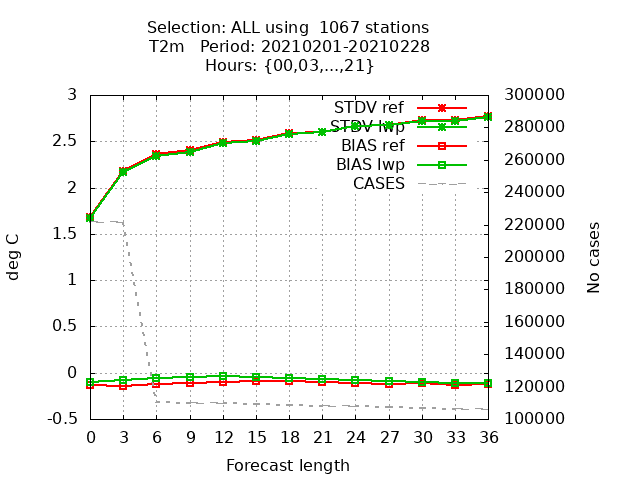 Selection: ALL using  1067 stations
T2m   Period: 20210201-20210228
Hours: {00,03,...,21}
STDV ref
STDV lwp
BIAS ref
BIAS lwp
CASES
3
2.5
2
1.5
1
0.5
0
-0.5
deg C
300000
280000
260000
240000
220000
200000
180000
160000
140000
120000
100000
No cases
0 3 6 9 12 15 18 21 24 27 30 33 36
Forecast length